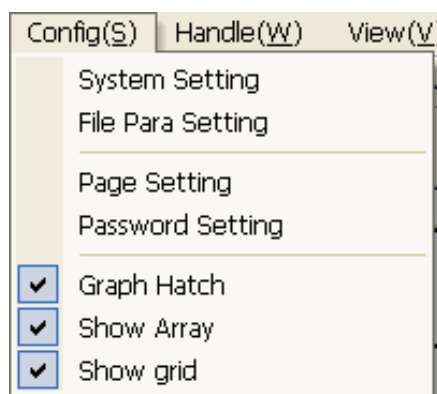 Config(S) Handle(W) View(V
System Setting
File Para Setting
Page Setting
Password Setting
Graph Hatch
Show Array
Show grid